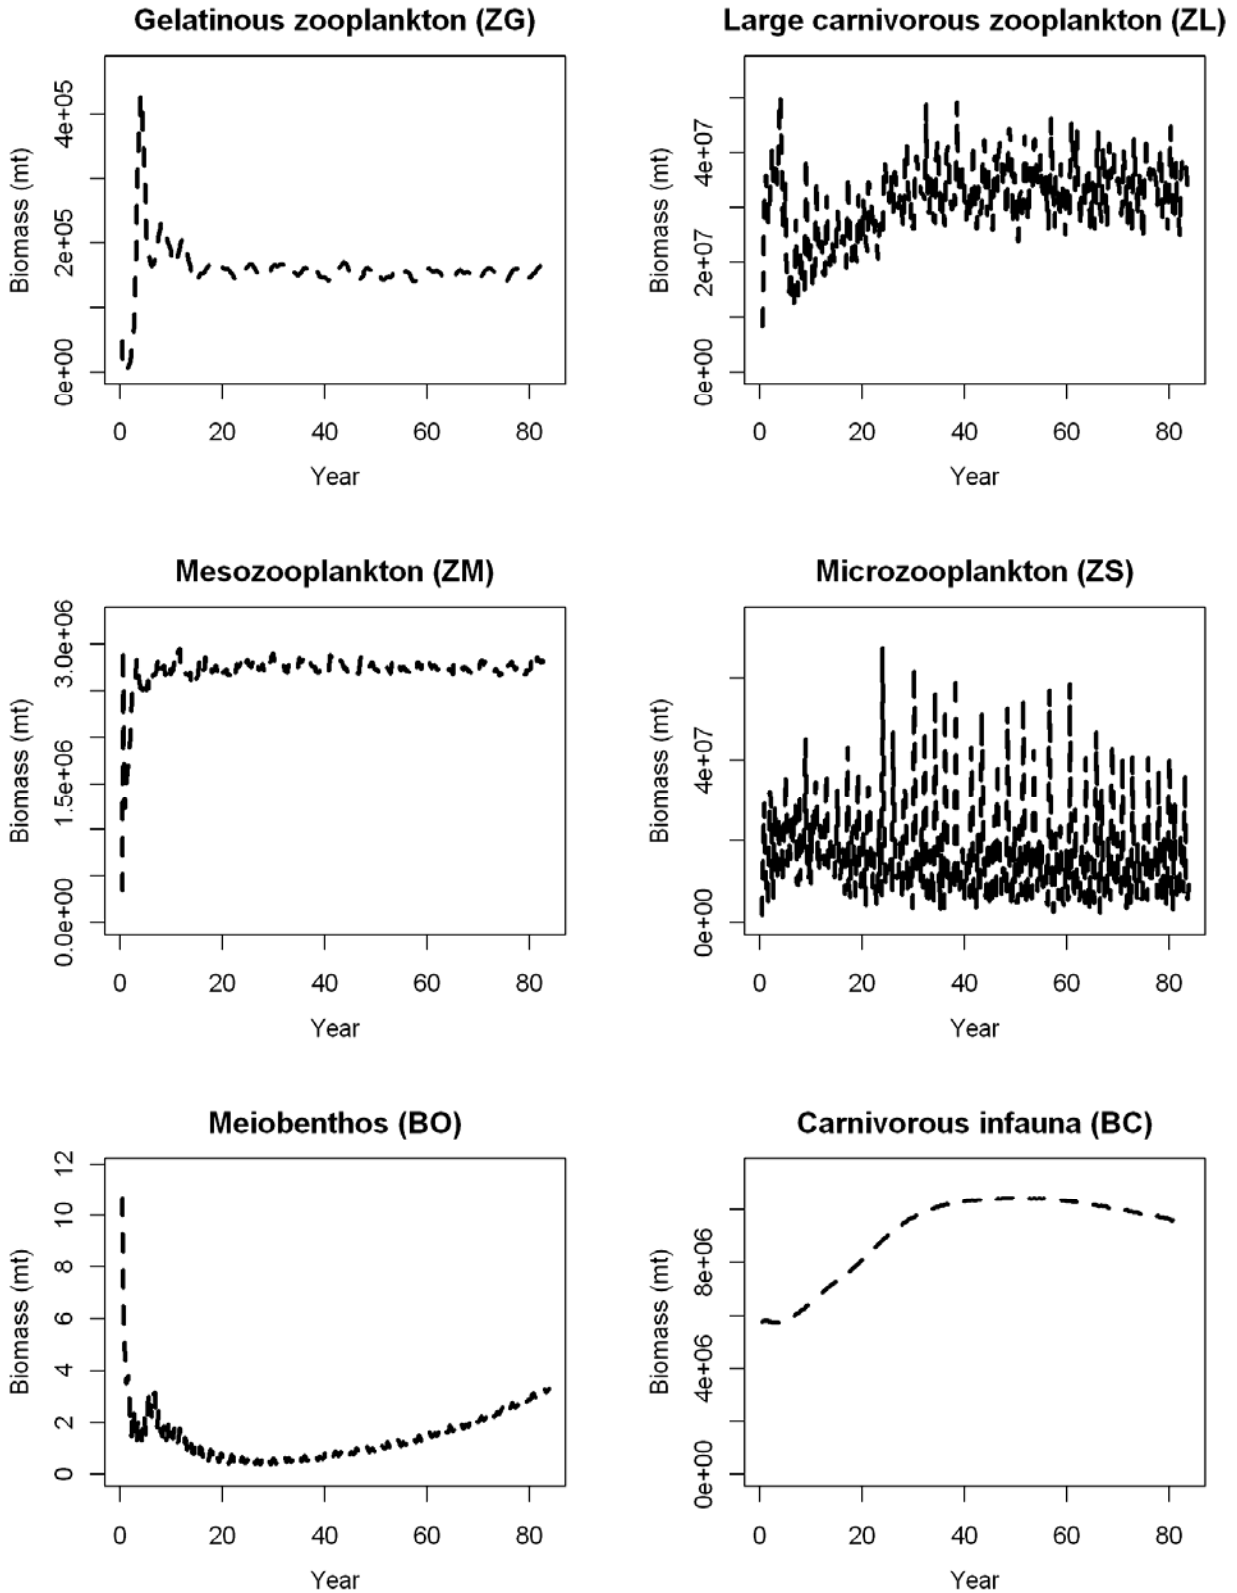 Gelatinous zooplankton (ZG)
Biomass (mt)
4e+05
2e+05
0e+00
0 20 40 60 80
Year
Large carnivorous zooplankton (ZL)
Biomass (mt)
4e+07
2e+07
0e+00
0 20 40 60 80
Year
Mesozooplankton (ZM)
Biomass (mt)
3.0e+06
1.5e+06
0.0e+00
0 20 40 60 80
Year
Microzooplankton (ZS)
Biomass (mt)
4e+07
0e+00
0 20 40 60 80
Year
Meiobenthos (BO)
Biomass (mt)
12
10
8
6
4
2
0
0 20 40 60 80
Year
Carnivorous infauna (BC)
Biomass (mt)
8e+06
4e+06
0e+00
0 20 40 60 80
Year